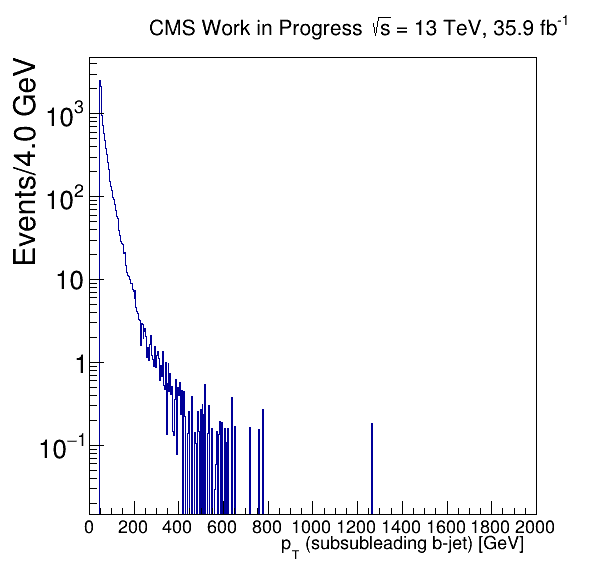 CMS Work in Progress √s = 13 TeV, 35.9 fb⁻¹
Events/4.0 GeV
10³
10²
10
1
10⁻¹
0 200 400 600 800 1000 1200 1400 1600 1800 2000
p_T (subsubleading b-jet) [GeV]